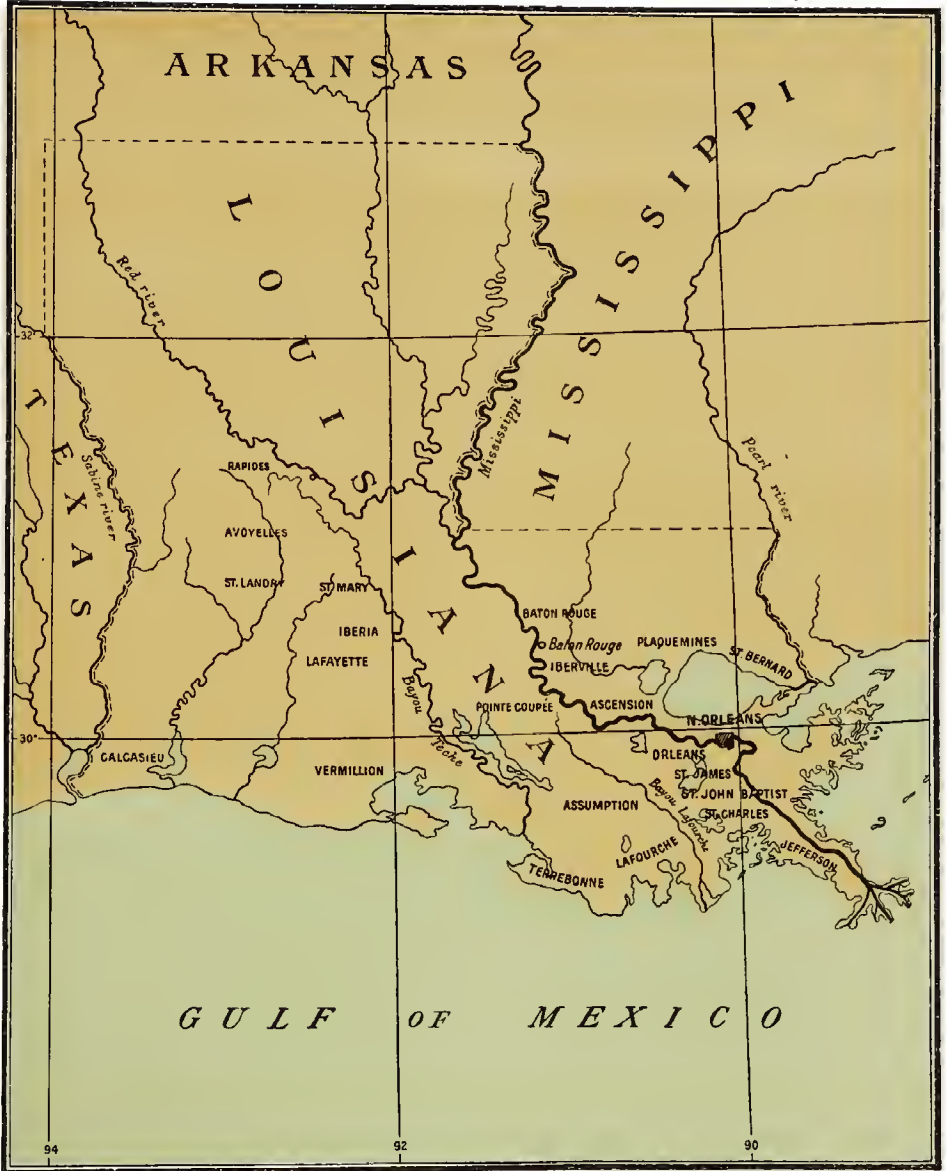 ARKANSAS
MISSISSIPPI
LOUISIANA
TEXAS
Red river
32°
Mississippi
Sabine river
Pearl river
RAPIDES
AVOYELLES
ST. LANDRY
ST. MARY
BATON ROUGE
IBERIA
Baton Rouge
PLAQUEMINES
ST. BERNARD
LAFAYETTE
IBERVILLE
Bayou Teche
POINTE COUPÉE
ASCENSION
N. ORLEANS
30°
CALCASIEU
ORLEANS
VERMILLION
ST. JAMES
ST. JOHN BAPTIST
Bayou Lafourche
ASSUMPTION
ST. CHARLES
LAFOURCHE
JEFFERSON
TERREBONNE
GULF OF MEXICO
94
92
90